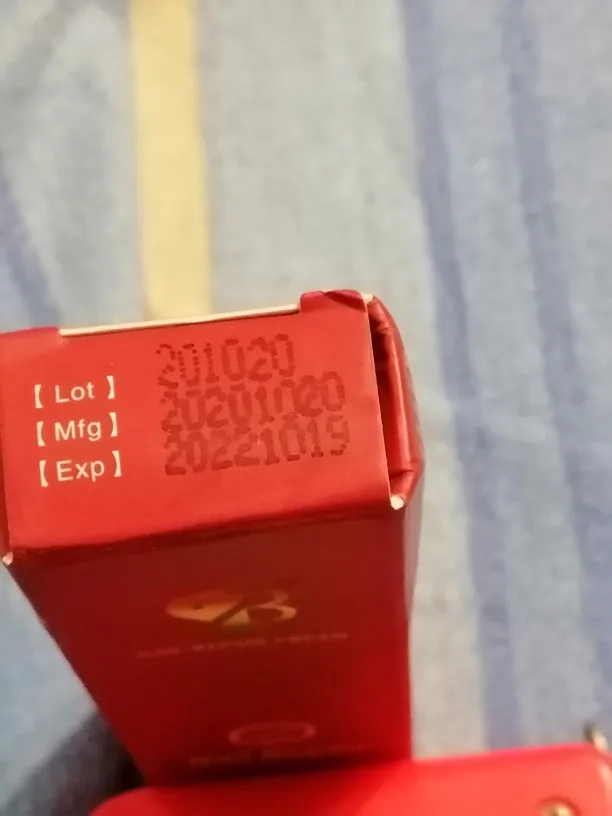 【 Lot 】 201020
【 Mfg 】 20201020
【 Exp 】 20221019